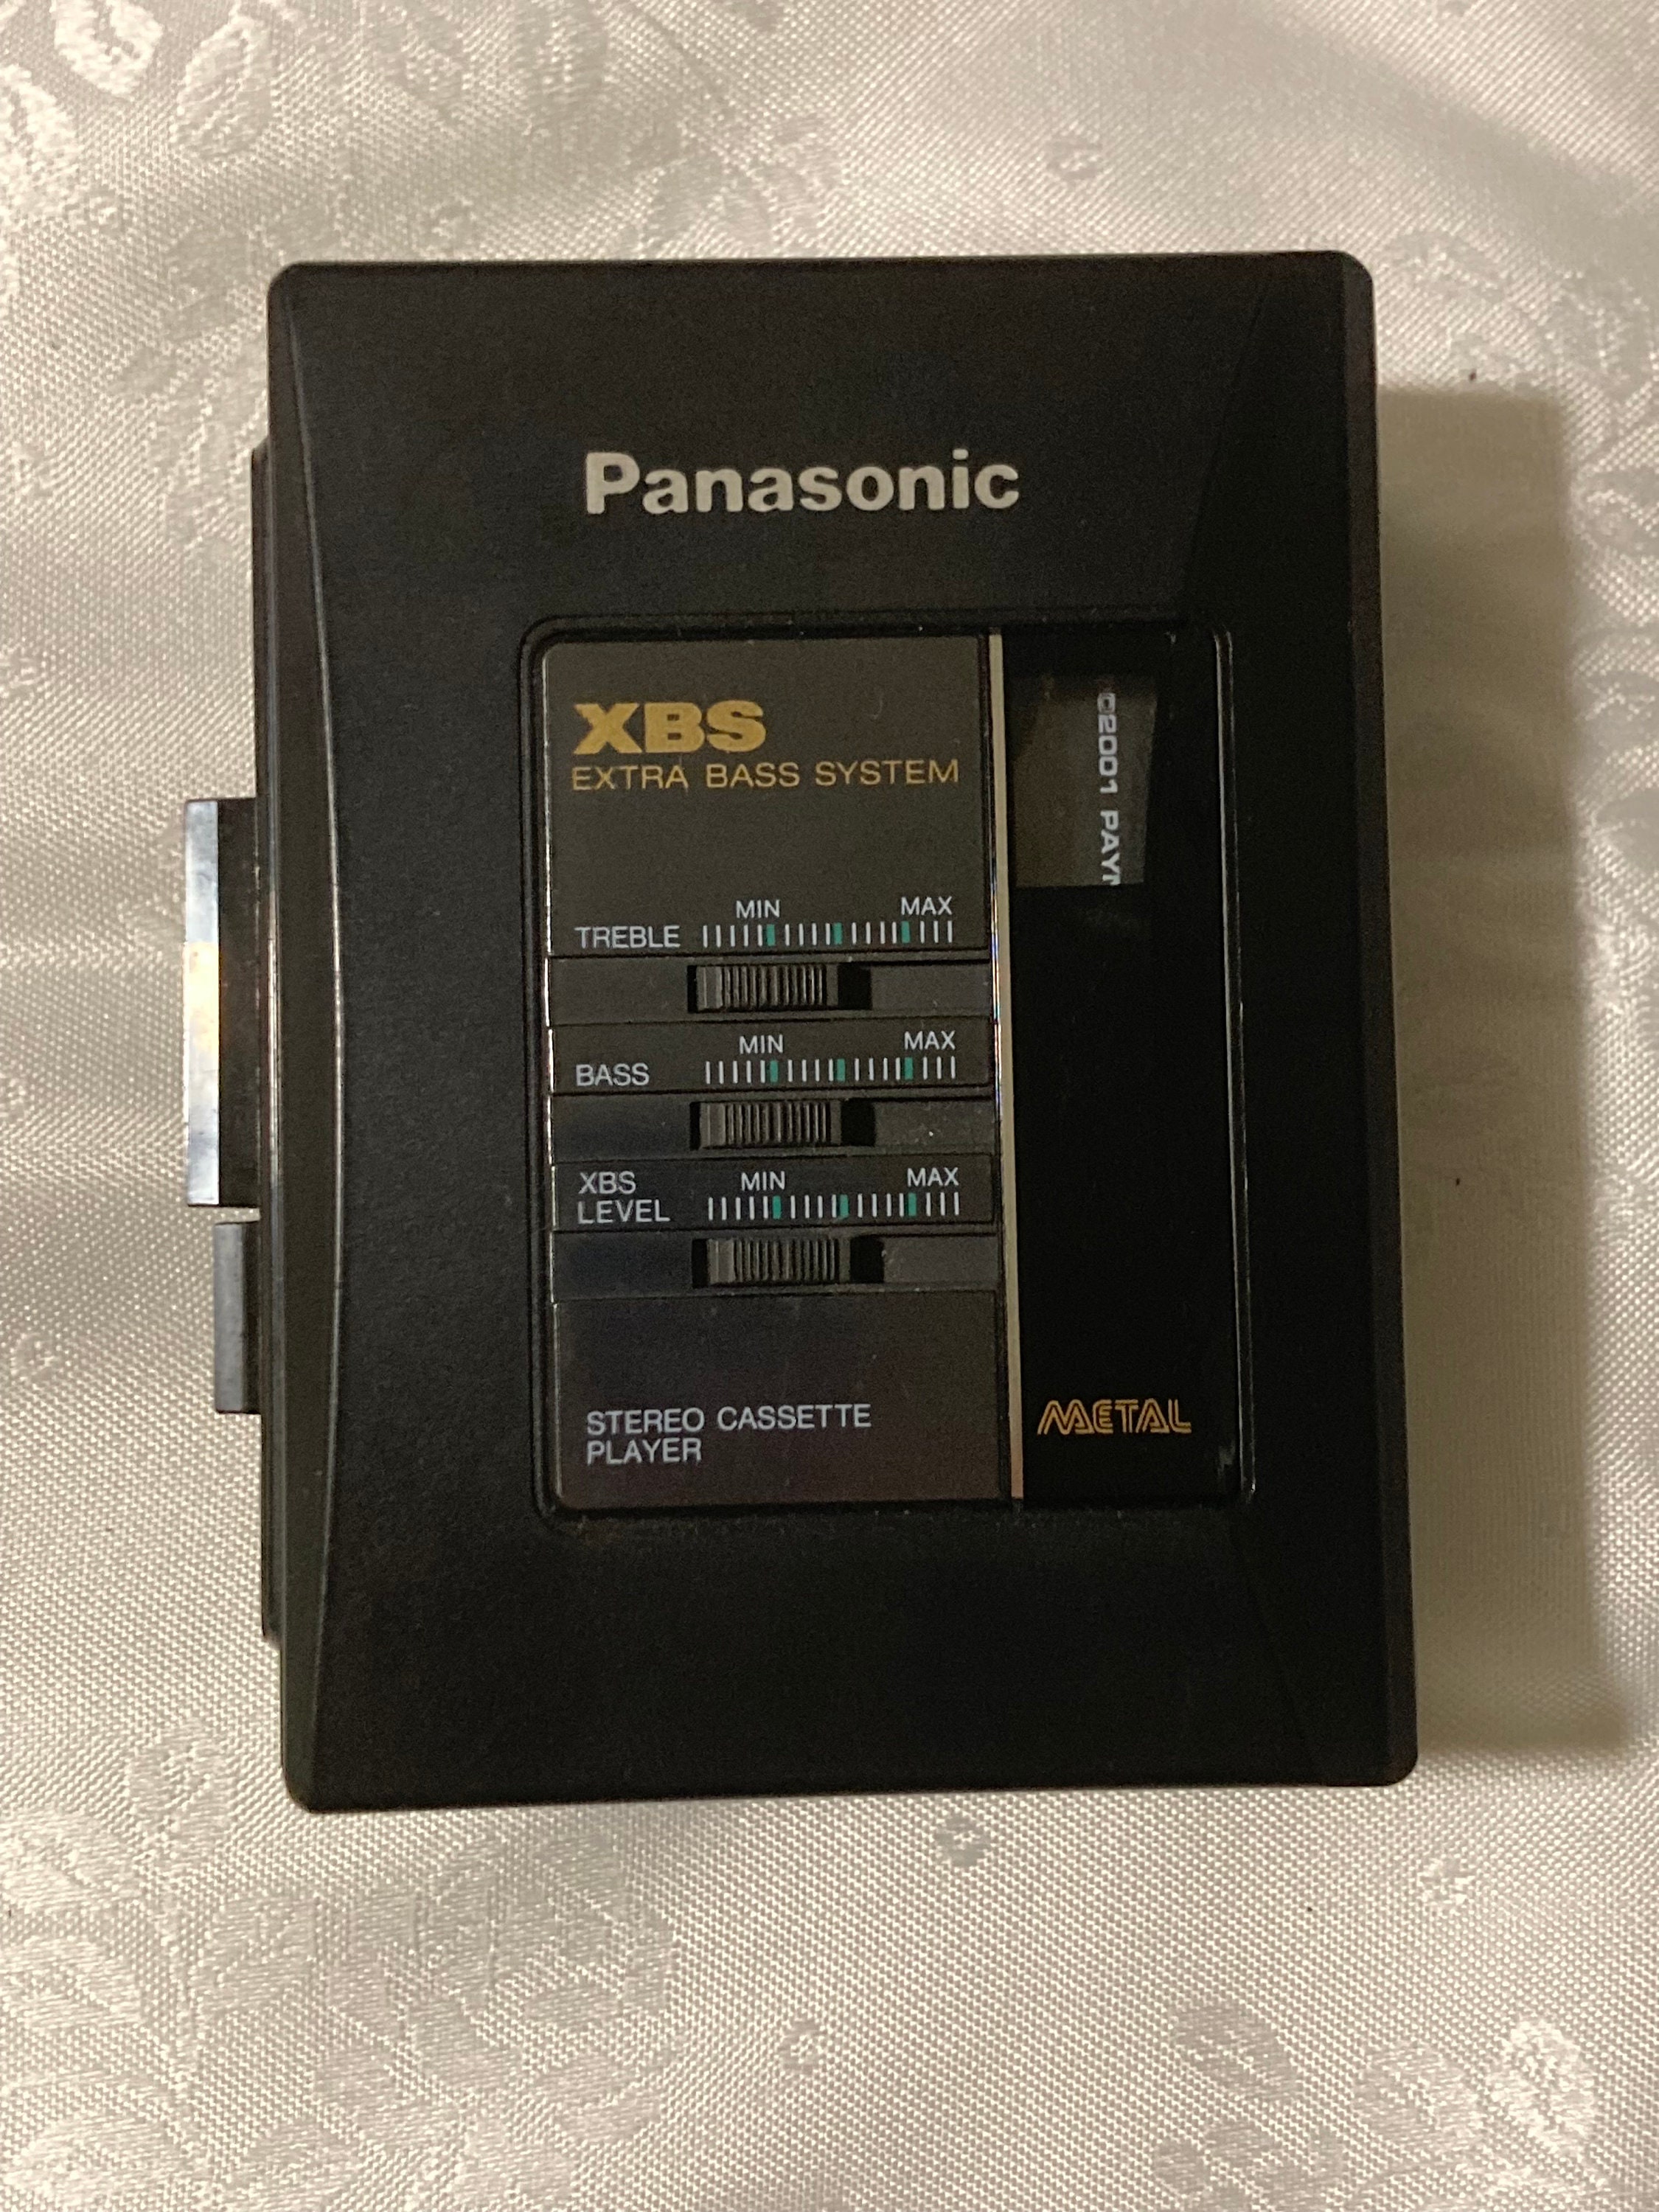 Panasonic
XBS
EXTRA BASS SYSTEM
MIN MAX
TREBLE
MIN MAX
BASS
XBS MIN MAX
LEVEL
STEREO CASSETTE
PLAYER
2001
METAL